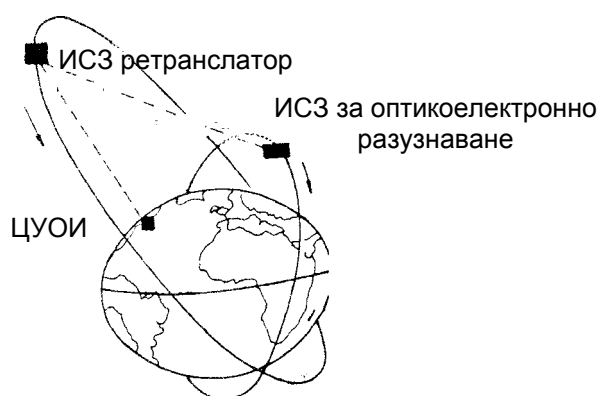 ИСЗ ретранслатор
ИСЗ за оптикоелектронно
разузнаване
ЦУОИ